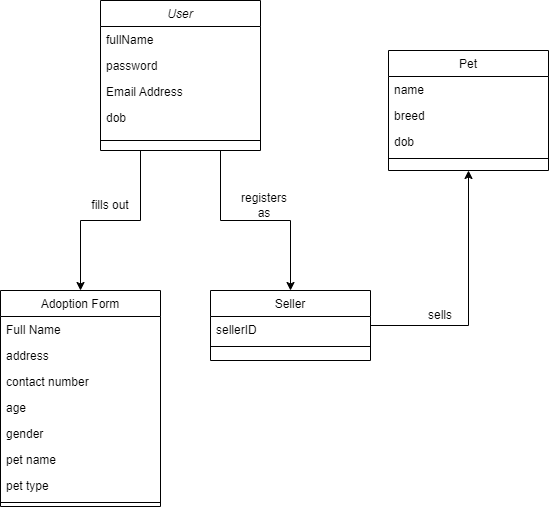 User
fullName
password
Email Address
dob
Pet
name
breed
dob
fills out
registers
as
Adoption Form
Full Name
address
contact number
age
gender
pet name
pet type
Seller
sellerID
sells